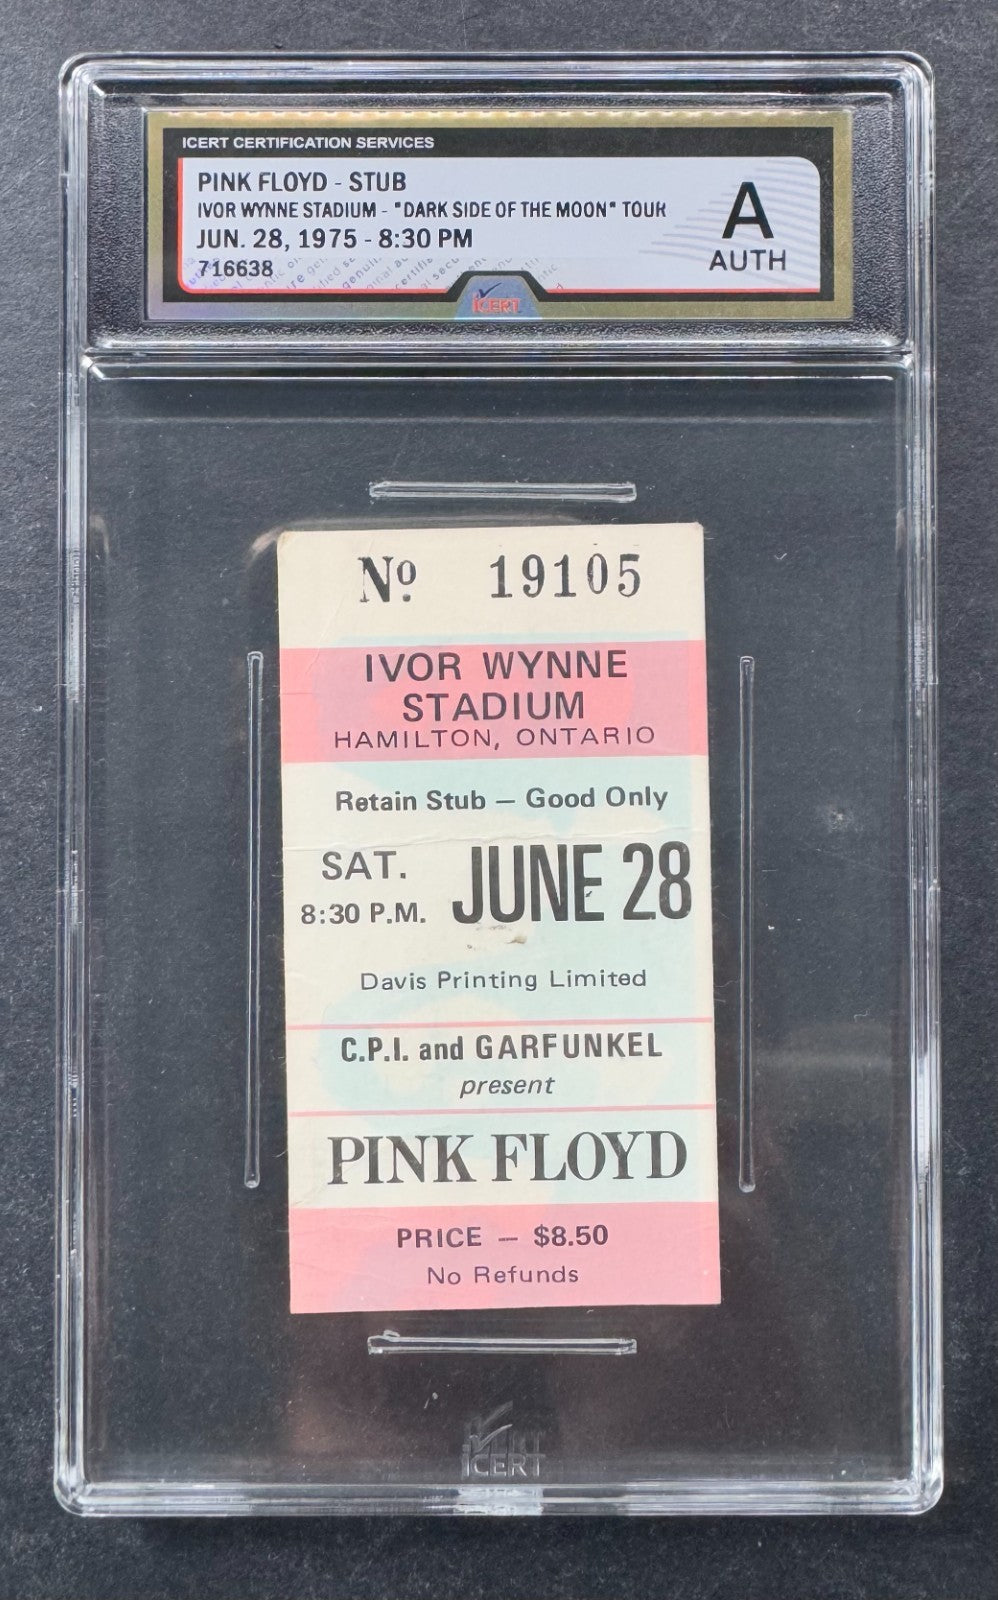 ICERT CERTIFICATION SERVICES
PINK FLOYD - STUB
IVOR WYNNE STADIUM - "DARK SIDE OF THE MOON" TOUR
JUN. 28, 1975 - 8:30 PM
716638
A
AUTH
iCERT
Nº 19105
IVOR WYNNE
STADIUM
HAMILTON, ONTARIO
Retain Stub — Good Only
SAT.
8:30 P.M.
JUNE 28
Davis Printing Limited
C.P.I. and GARFUNKEL
present
PINK FLOYD
PRICE — $8.50
No Refunds
iCERT